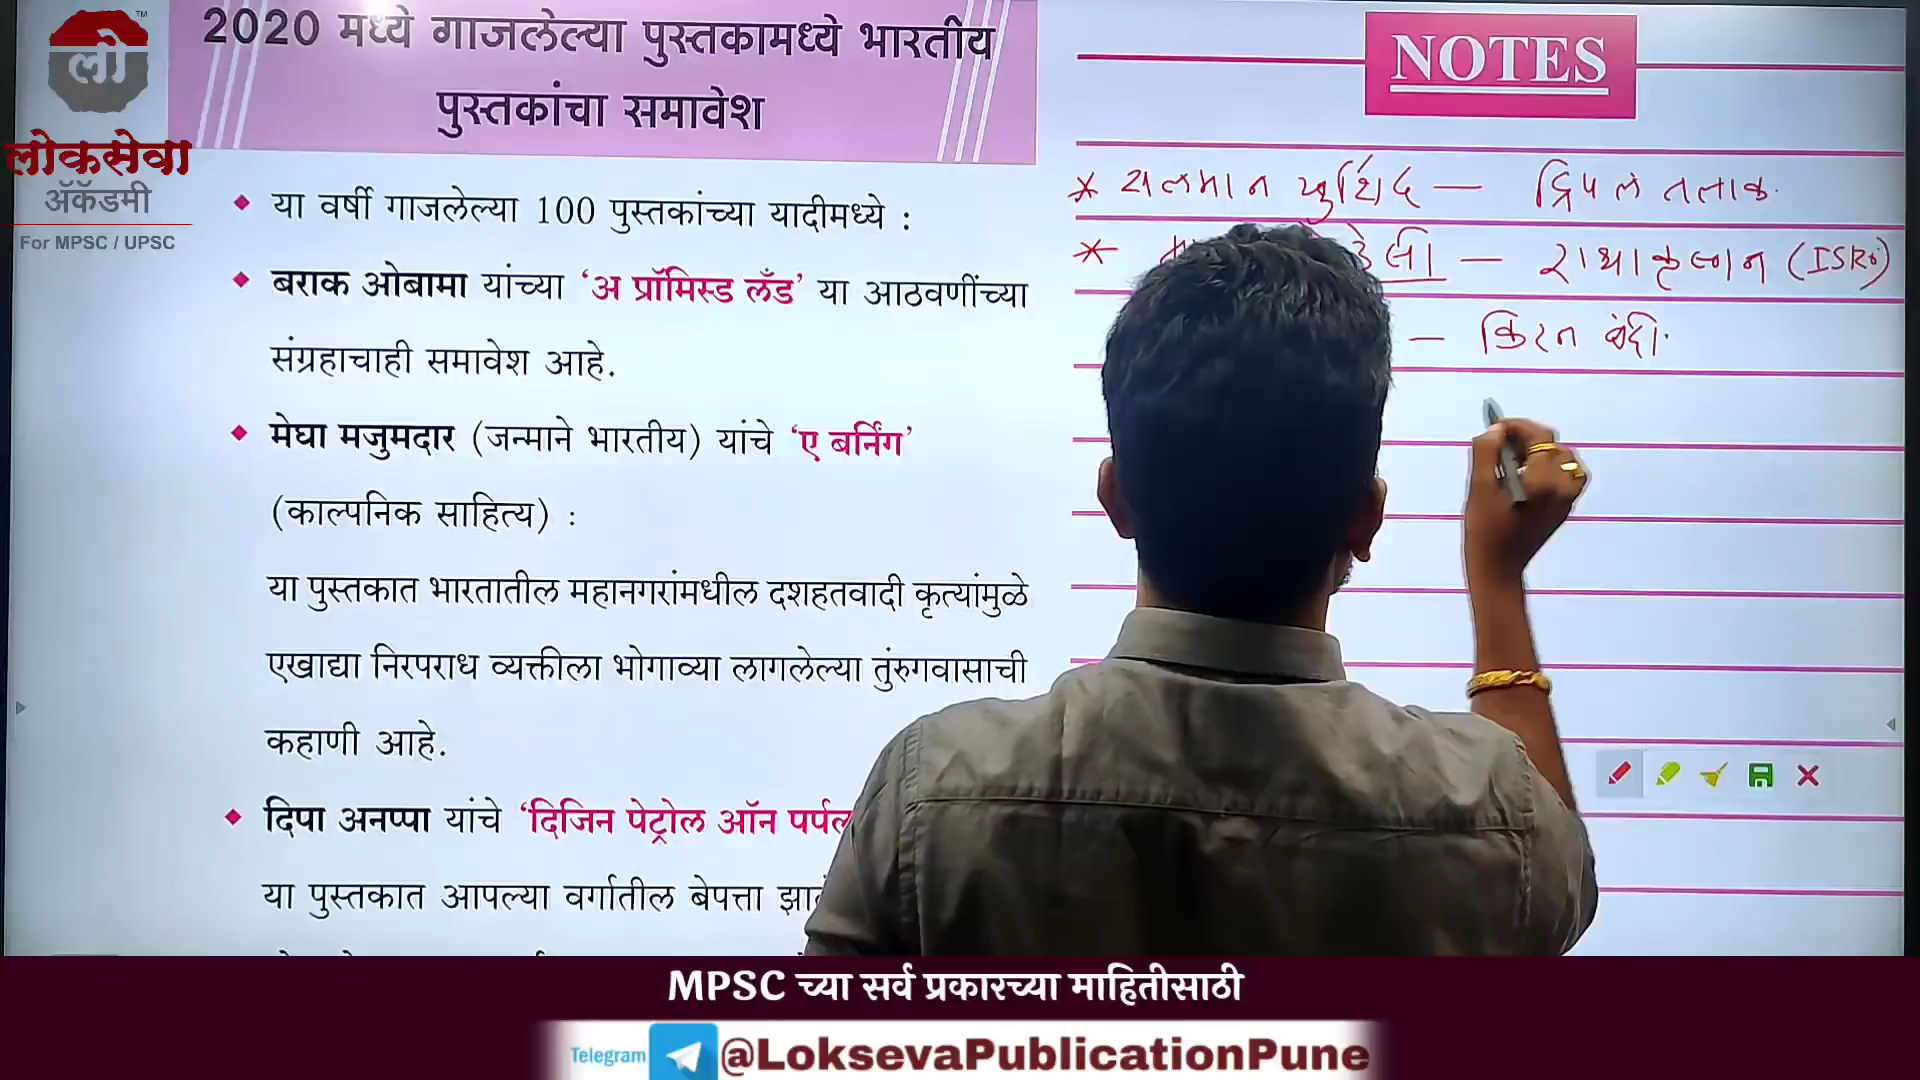 2020 मध्ये गाजलेल्या पुस्तकामध्ये भारतीय
पुस्तकांचा समावेश
लो
TM
लोकसेवा
ॲकॅडमी
For MPSC / UPSC
या वर्षी गाजलेल्या 100 पुस्तकांच्या यादीमध्ये :
बराक ओबामा यांच्या ‘अ प्रॉमिस्ड लँड’ या आठवणींच्या
संग्रहाचाही समावेश आहे.
मेघा मजुमदार (जन्माने भारतीय) यांचे ‘ए बर्निंग’
(काल्पनिक साहित्य) :
या पुस्तकात भारतातील महानगरांमधील दशहतवादी कृत्यांमुळे
एखाद्या निरपराध व्यक्तीला भोगाव्या लागलेल्या तुंरुगवासाची
कहाणी आहे.
दिपा अनप्पा यांचे ‘दिजिन पेट्रोल ऑन पर्पल
या पुस्तकात आपल्या वर्गातील बेपत्ता
NOTES
* सलमान खुर्शिद — ट्रिपल तलाक
* — राधाकृष्णन (ISRO)
— किरन बेदी
MPSC च्या सर्व प्रकारच्या माहितीसाठी
Telegram @LoksevaPublicationPune